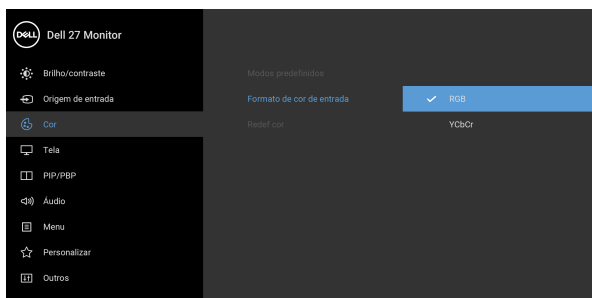 DELL Dell 27 Monitor
Brilho/contraste Modos predefinidos
Origem de entrada Formato de cor de entrada RGB
Cor Redef cor YCbCr
Tela
PIP/PBP
Áudio
Menu
Personalizar
Outros